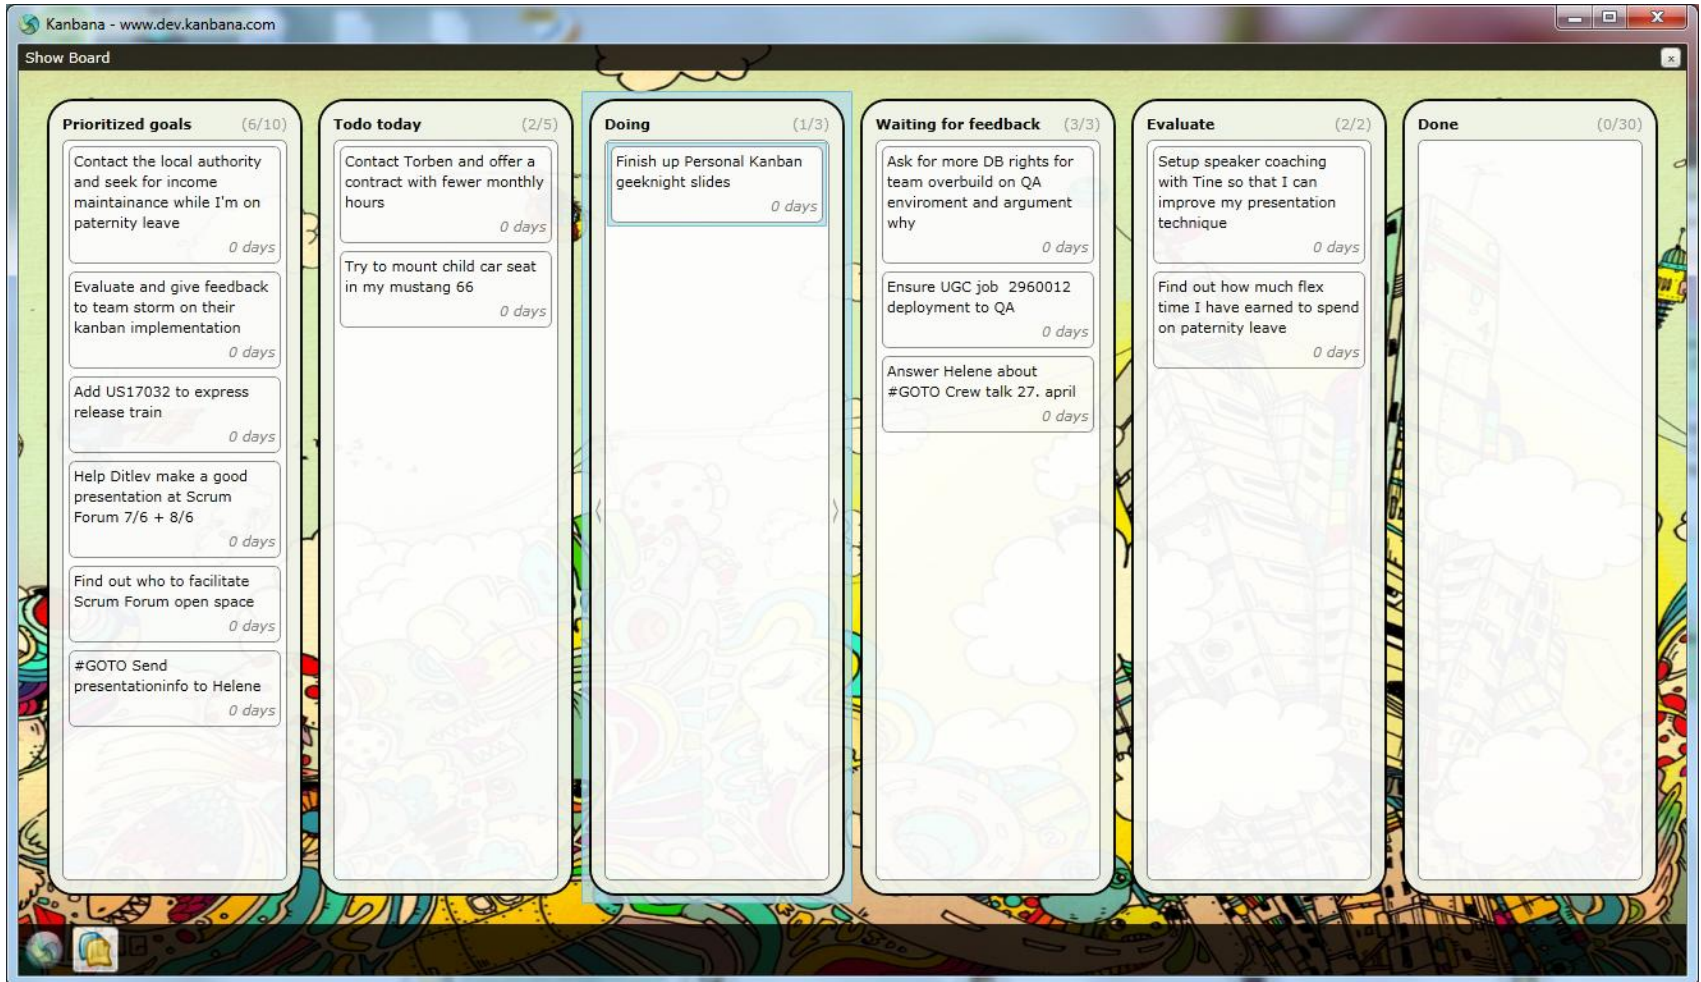 Kanbana - www.dev.kanbana.com
Show Board
Prioritized goals (6/10)
Contact the local authority
and seek for income
maintainance while I'm on
paternity leave
0 days
Evaluate and give feedback
to team storm on their
kanban implementation
0 days
Add US17032 to express
release train
0 days
Help Ditlev make a good
presentation at Scrum
Forum 7/6 + 8/6
0 days
Find out who to facilitate
Scrum Forum open space
0 days
#GOTO Send
presentationinfo to Helene
0 days
Todo today (2/5)
Contact Torben and offer a
contract with fewer monthly
hours
0 days
Try to mount child car seat
in my mustang 66
0 days
Doing (1/3)
Finish up Personal Kanban
geeknight slides
0 days
Waiting for feedback (3/3)
Ask for more DB rights for
team overbuild on QA
enviroment and argument
why
0 days
Ensure UGC job  2960012
deployment to QA
0 days
Answer Helene about
#GOTO Crew talk 27. april
0 days
Evaluate (2/2)
Setup speaker coaching
with Tine so that I can
improve my presentation
technique
0 days
Find out how much flex
time I have earned to spend
on paternity leave
0 days
Done (0/30)